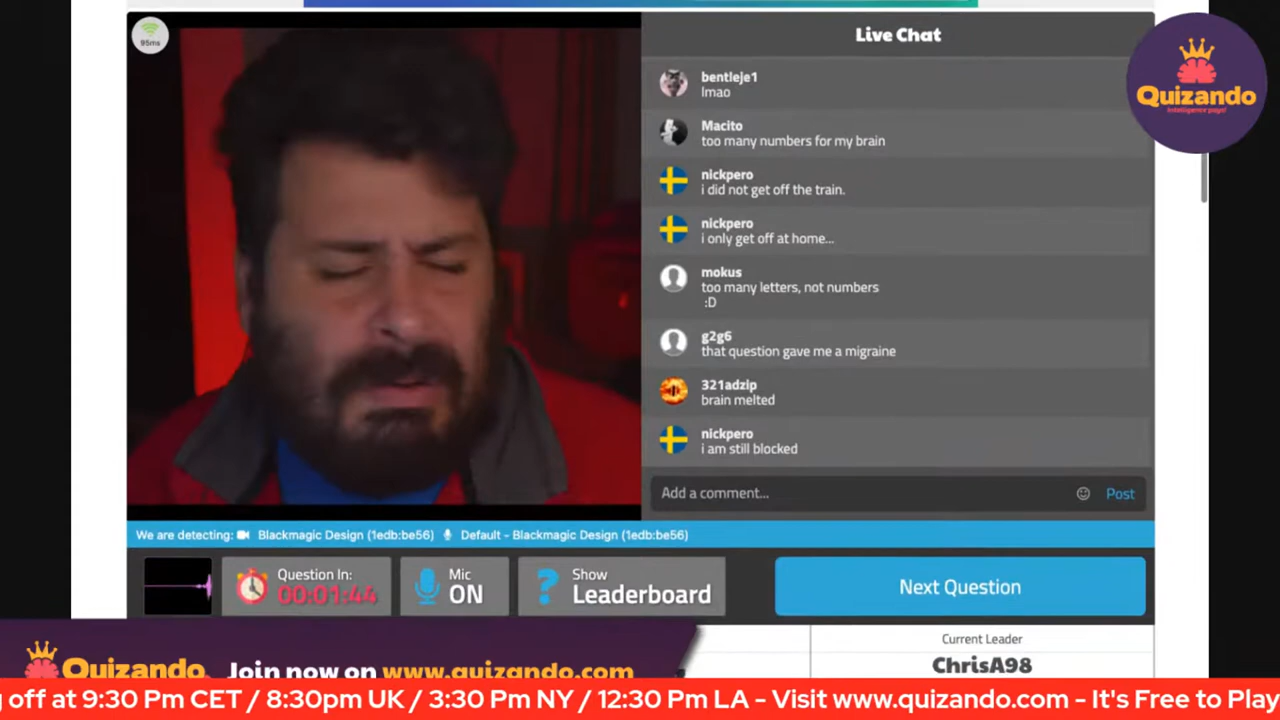 95ms
Live Chat
Quizando
intelligence pays!
bentleje1
lmao
Macito
too many numbers for my brain
nickpero
i did not get off the train.
nickpero
i only get off at home...
mokus
too many letters, not numbers
:D
g2g6
that question gave me a migraine
321adzip
brain melted
nickpero
i am still blocked
Add a comment...
Post
We are detecting: Blackmagic Design (1edb:be56) Default - Blackmagic Design (1edb:be56)
Question In:
00:01:44
Mic
ON
Show
Leaderboard
Next Question
Current Leader
ChrisA98
Quizando
Join now on www.quizando.com
g off at 9:30 Pm CET / 8:30pm UK / 3:30 Pm NY / 12:30 Pm LA - Visit www.quizando.com - It's Free to Play